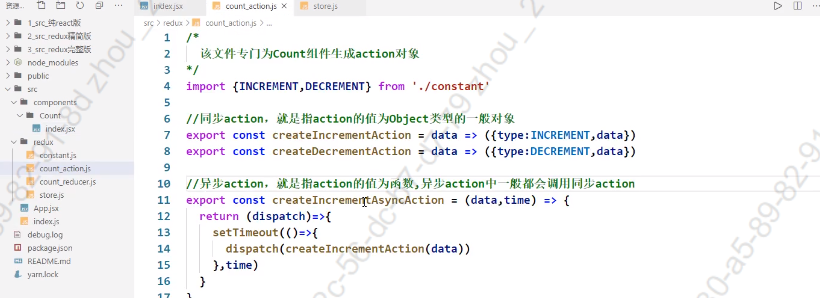 资源...
index.jsx
count_action.js
store.js
src > redux > count_action.js > ...
1_src_纯react版
2_src_redux精简版
3_src_redux完整版
node_modules
public
src
components
Count
index.jsx
redux
constant.js
count_action.js
count_reducer.js
store.js
App.jsx
index.js
debug.log
package.json
README.md
yarn.lock
1 /*
2 该文件专门为Count组件生成action对象
3 */
4 import {INCREMENT,DECREMENT} from './constant'
5
6 //同步action，就是指action的值为Object类型的一般对象
7 export const createIncrementAction = data => ({type:INCREMENT,data})
8 export const createDecrementAction = data => ({type:DECREMENT,data})
9
10 //异步action，就是指action的值为函数,异步action中一般都会调用同步action
11 export const createIncrementAsyncAction = (data,time) => {
12 return (dispatch)=>{
13 setTimeout(()=>{
14 dispatch(createIncrementAction(data))
15 },time)
16 }
17 }